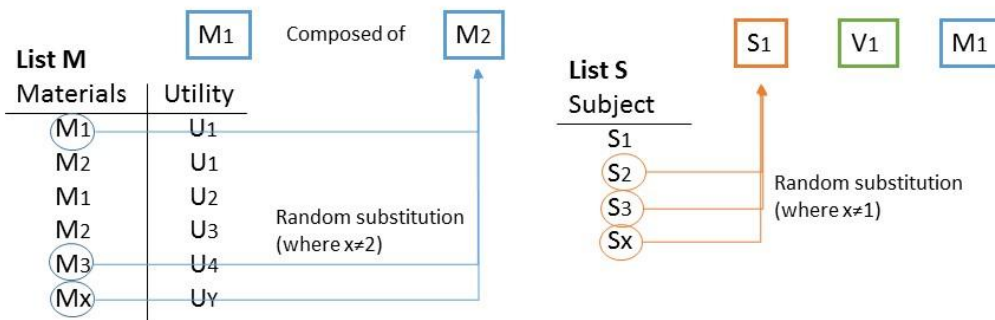 M1 Composed of M2
List M
Materials Utility
M1 U1
M2 U1
M1 U2
M2 U3
M3 U4
Mx UY
Random substitution
(where x≠2)
S1 V1 M1
List S
Subject
S1
S2
S3
Sx
Random substitution
(where x≠1)